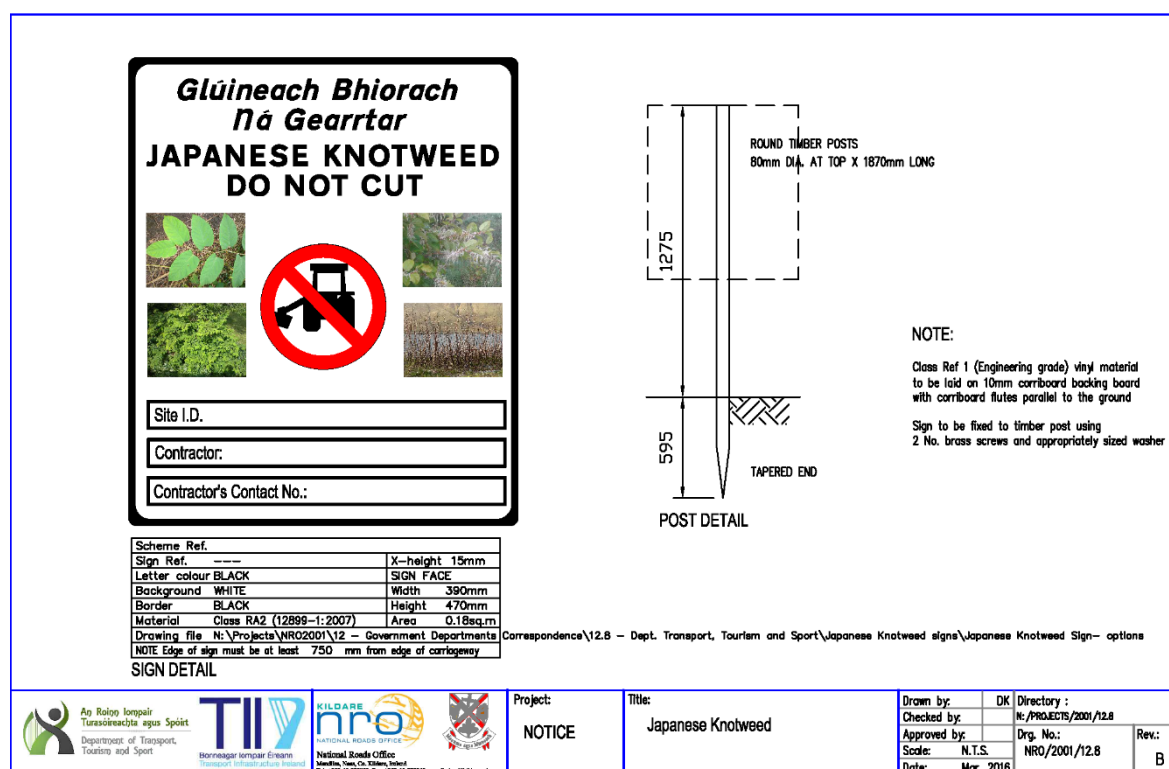 Glúineach Bhiorach
Ná Gearrtar
JAPANESE KNOTWEED
DO NOT CUT
Site I.D.
Contractor:
Contractor's Contact No.:
Scheme Ref.
Sign Ref. --- X-height 15mm
Letter colour BLACK SIGN FACE
Background WHITE Width 390mm
Border BLACK Height 470mm
Material Class RA2 (12899-1:2007) Area 0.18sq.m
Drawing file N:\Projects\NRO2001\12 - Government Departments Correspondence\12.8 - Dept. Transport, Tourism and Sport\Japanese Knotweed signs\Japanese Knotweed Sign- options
NOTE Edge of sign must be at least 750 mm from edge of carriageway
SIGN DETAIL
1275
595
ROUND TIMBER POSTS
80mm DIA. AT TOP X 1870mm LONG
TAPERED END
POST DETAIL
NOTE:
Class Ref 1 (Engineering grade) vinyl material
to be laid on 10mm corriboard backing board
with corriboard flutes parallel to the ground
Sign to be fixed to timber post using
2 No. brass screws and appropriately sized washer
An Roinn Iompair
Turasóireachta agus Spóirt
Department of Transport,
Tourism and Sport
TII
Bonneagar Iompair Éireann
Transport Infrastructure Ireland
KILDARE
nro
NATIONAL ROADS OFFICE
National Roads Office
Project:
NOTICE
Title:
Japanese Knotweed
Drawn by: DK
Checked by:
Approved by:
Scale: N.T.S.
Date: Mar. 2016
Directory :
N:/PROJECTS/2001/12.8
Drg. No.:
NRO/2001/12.8
Rev.:
B